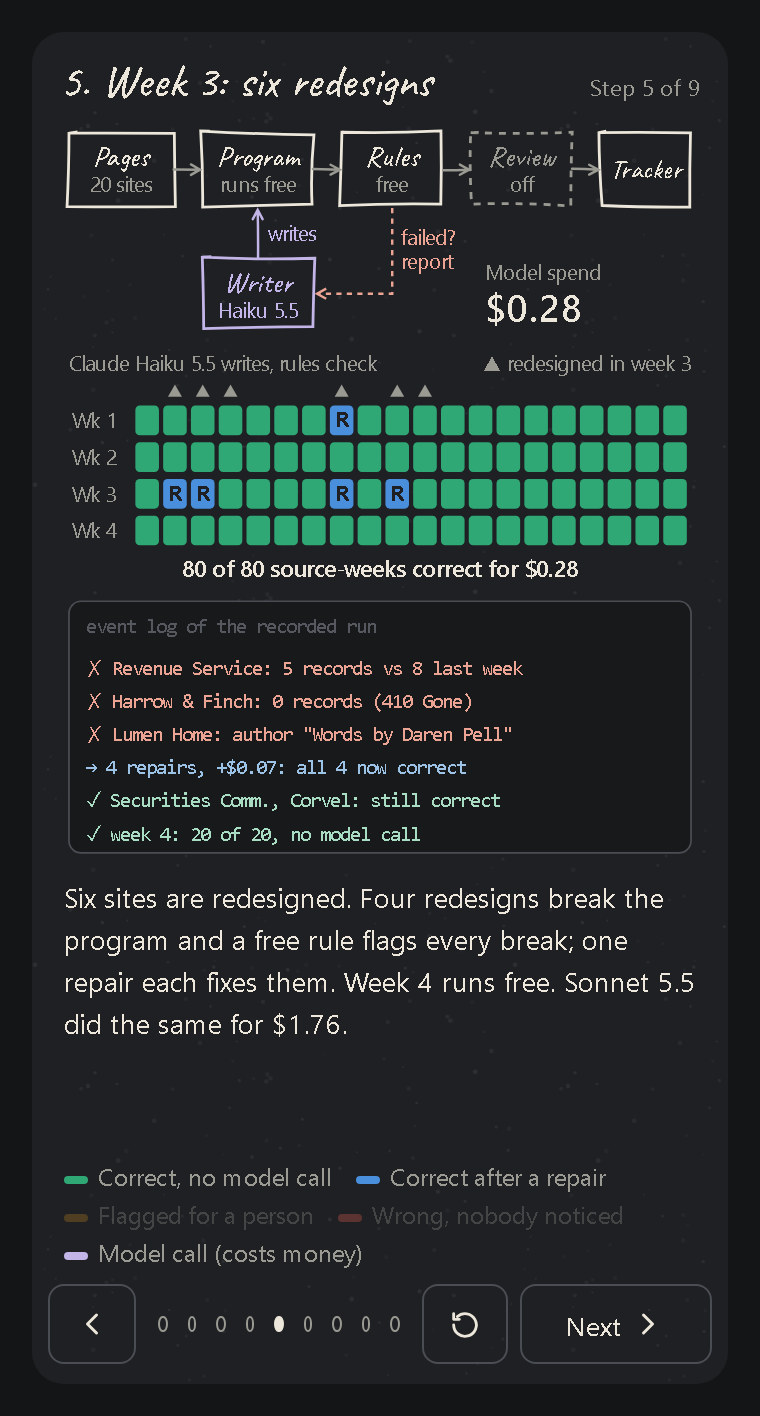 5. Week 3: six redesigns
Step 5 of 9
Pages
20 sites
Program
runs free
Rules
free
Review
off
Tracker
writes
failed?
report
Writer
Haiku 5.5
Model spend
$0.28
Claude Haiku 5.5 writes, rules check
▲ redesigned in week 3
Wk 1
R
Wk 2
Wk 3
R R R R
Wk 4
80 of 80 source-weeks correct for $0.28
event log of the recorded run
✗ Revenue Service: 5 records vs 8 last week
✗ Harrow & Finch: 0 records (410 Gone)
✗ Lumen Home: author "Words by Daren Pell"
→ 4 repairs, +$0.07: all 4 now correct
✓ Securities Comm., Corvel: still correct
✓ week 4: 20 of 20, no model call
Six sites are redesigned. Four redesigns break the
program and a free rule flags every break; one
repair each fixes them. Week 4 runs free. Sonnet 5.5
did the same for $1.76.
Correct, no model call
Correct after a repair
Flagged for a person
Wrong, nobody noticed
Model call (costs money)
Next